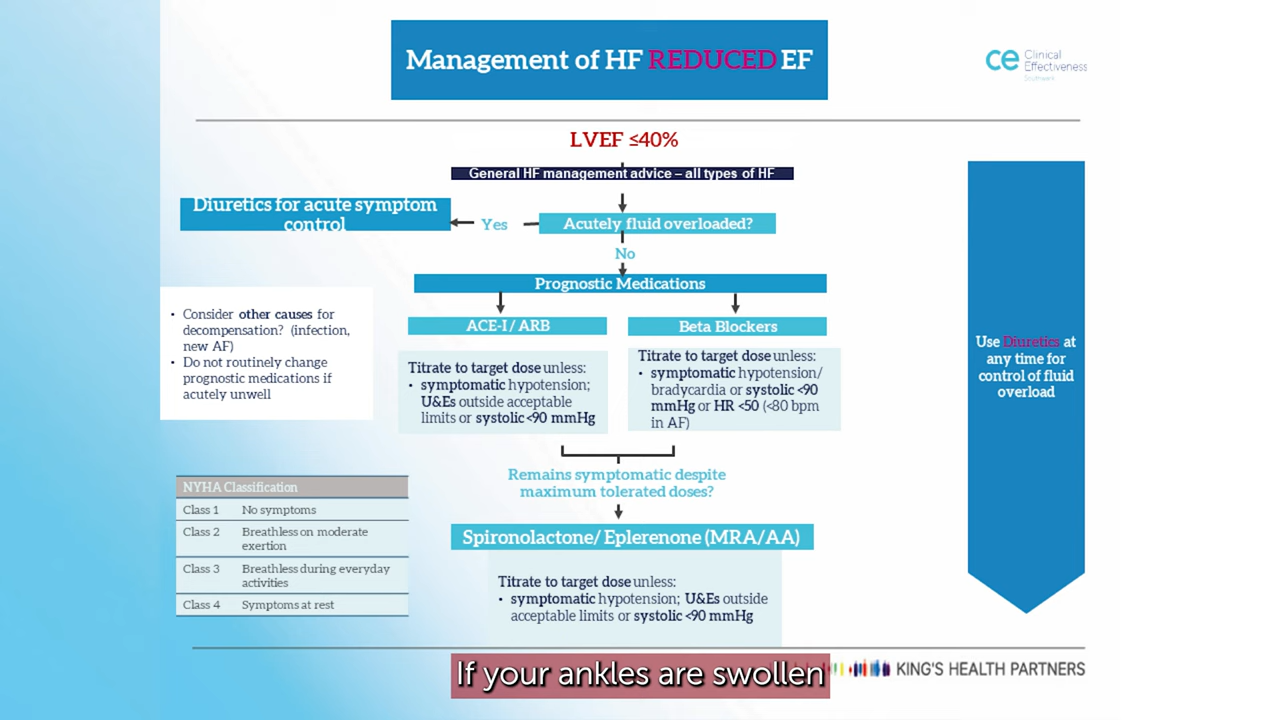 Management of HF REDUCED EF
ce Clinical
Effectiveness
Southwark
LVEF ≤40%
General HF management advice – all types of HF
Diuretics for acute symptom
control
Yes
Acutely fluid overloaded?
No
Prognostic Medications
ACE-I / ARB
Beta Blockers
Titrate to target dose unless:
• symptomatic hypotension;
U&Es outside acceptable
limits or systolic <90 mmHg
Titrate to target dose unless:
• symptomatic hypotension/
bradycardia or systolic <90
mmHg or HR <50 (<80 bpm
in AF)
• Consider other causes for
decompensation? (infection,
new AF)
• Do not routinely change
prognostic medications if
acutely unwell
Use Diuretics at
any time for
control of fluid
overload
Remains symptomatic despite
maximum tolerated doses?
Spironolactone/ Eplerenone (MRA/AA)
Titrate to target dose unless:
• symptomatic hypotension; U&Es outside
acceptable limits or systolic <90 mmHg
NYHA Classification
Class 1 No symptoms
Class 2 Breathless on moderate
exertion
Class 3 Breathless during everyday
activities
Class 4 Symptoms at rest
If your ankles are swollen
KING'S HEALTH PARTNERS